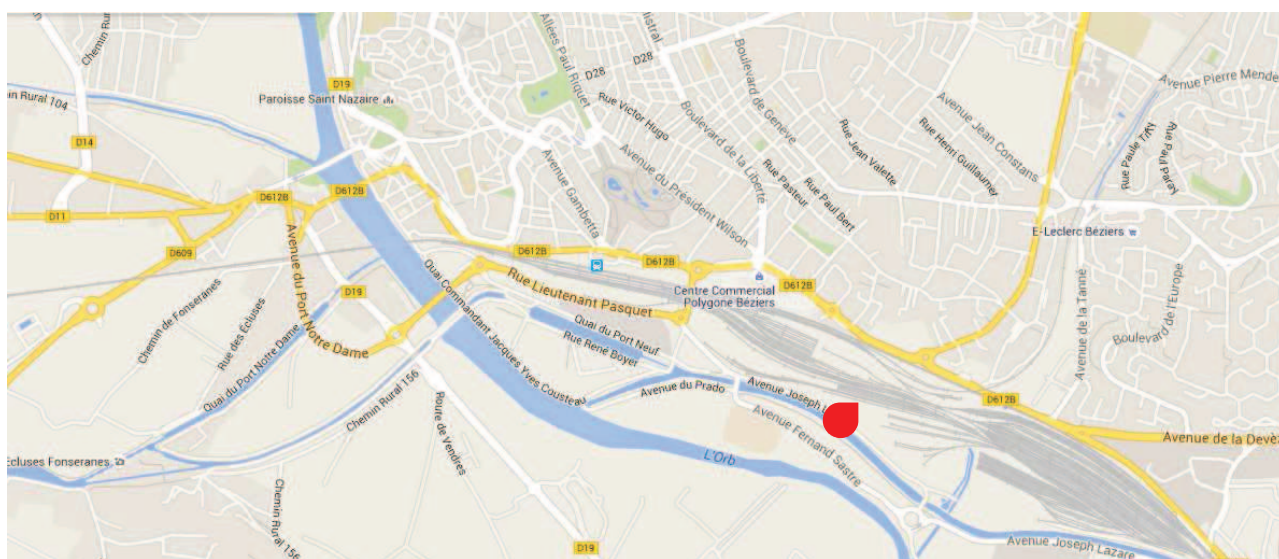 Chemin Rur
Allées Paul Riquet
Mistral
D28
D28
Boulevard de Genève
Avenue Pierre Mende
D19
Paroisse Saint Nazaire
in Rural 104
Rue Victor Hugo
Boulevard de la Liberté
Rue Jean Valette
Avenue Jean Constans
Rue Henri Guillaumet
Rue Paule
Rue Paul Paray
D14
Avenue Gambetta
Avenue du Président Wilson
Rue Pasteur
Rue Paul Bert
D612B
D612B
D11
E-Leclerc Béziers
D609
Avenue du Port Notre Dame
D612B
D612B
Centre Commercial
Polygone Béziers
D612B
D19
Quai Commandant Jacques Yves Cousteau
Rue Lieutenant Pasquet
Avenue de la Tanne
Boulevard de l'Europe
Chemin de Fonseranes
Rue des Écluses
Quai du Port Notre Dame
Quai du Port Neuf
Rue René Boyer
Chemin Rural 156
Avenue du Prado
Avenue Joseph
D612B
Route de Vendres
Avenue Fernand Sastre
Avenue de la Devè
L'Orb
Écluses Fonseranes
Chemin Rural 156
D19
Avenue Joseph Lazare